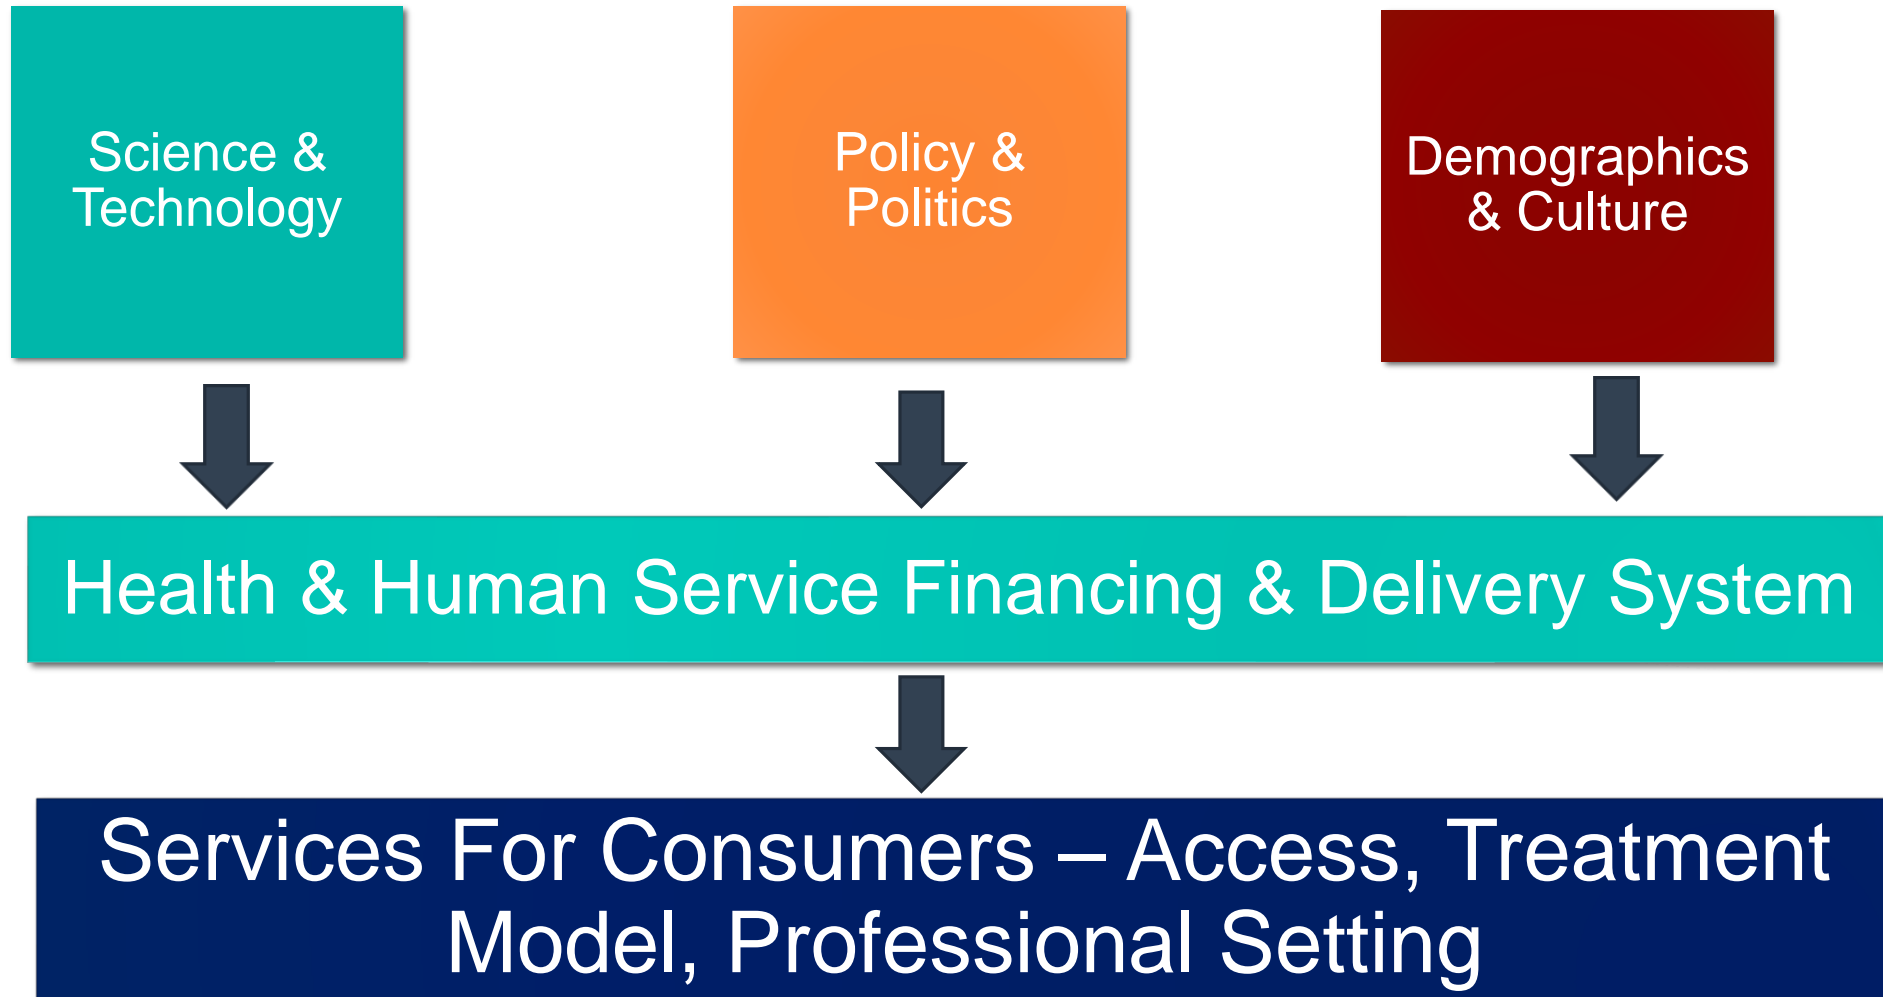 Science &
Technology
Policy &
Politics
Demographics
& Culture
Health & Human Service Financing & Delivery System
Services For Consumers – Access, Treatment
Model, Professional Setting